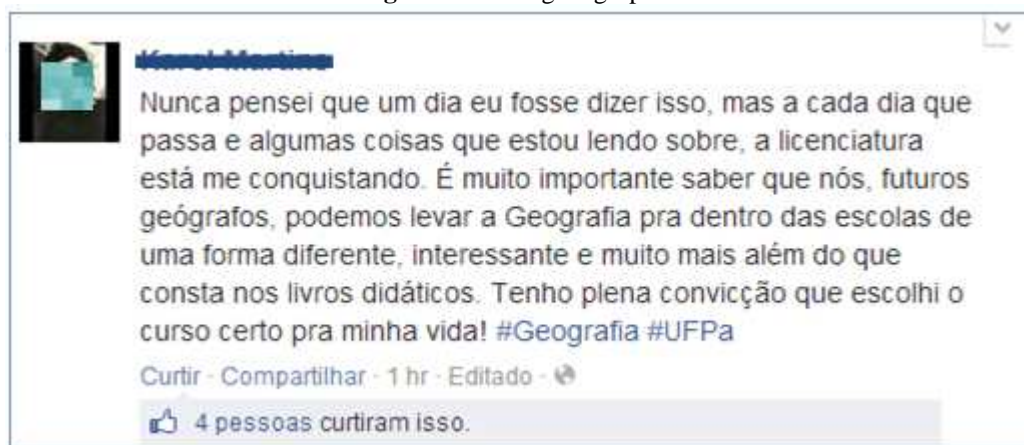 Nunca pensei que um dia eu fosse dizer isso, mas a cada dia que
passa e algumas coisas que estou lendo sobre, a licenciatura
está me conquistando. É muito importante saber que nós, futuros
geógrafos, podemos levar a Geografia pra dentro das escolas de
uma forma diferente, interessante e muito mais além do que
consta nos livros didáticos. Tenho plena convicção que escolhi o
curso certo pra minha vida! #Geografia #UFPa
Curtir · Compartilhar · 1 hr · Editado ·
4 pessoas curtiram isso.